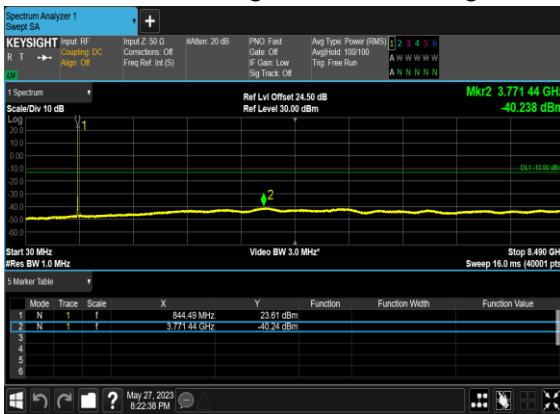 Spectrum Analyzer 1
Swept SA
KEYSIGHT Input: RF Input Z: 50 Ω #Atten: 20 dB PNO: Fast Avg Type: Power (RMS) 1 2 3 4 5 6
R T Coupling: DC Corrections: Off Gate: Off Avg|Hold: 100/100 A W W W W W
Align: Off Freq Ref: Int (S) IF Gain: Low Trig: Free Run
Sig Track: Off A N N N N N
LV
1 Spectrum Ref Lvl Offset 24.50 dB Mkr2 3.771 44 GHz
Scale/Div 10 dB Ref Level 30.00 dBm -40.238 dBm
Log
20.0
1
10.0
0.00
-10.0
DL1 -13.00 dBm
-20.0
-30.0
2
-40.0
-50.0
-60.0
Start 30 MHz Video BW 3.0 MHz* Stop 8.490 GHz
#Res BW 1.0 MHz Sweep 16.0 ms (40001 pts)
5 Marker Table
Mode Trace Scale X Y Function Function Width Function Value
1 N 1 f 844.49 MHz 23.61 dBm
2 N 1 f 3.771 44 GHz -40.24 dBm
3
4
5
6
May 27, 2023
8:22:38 PM